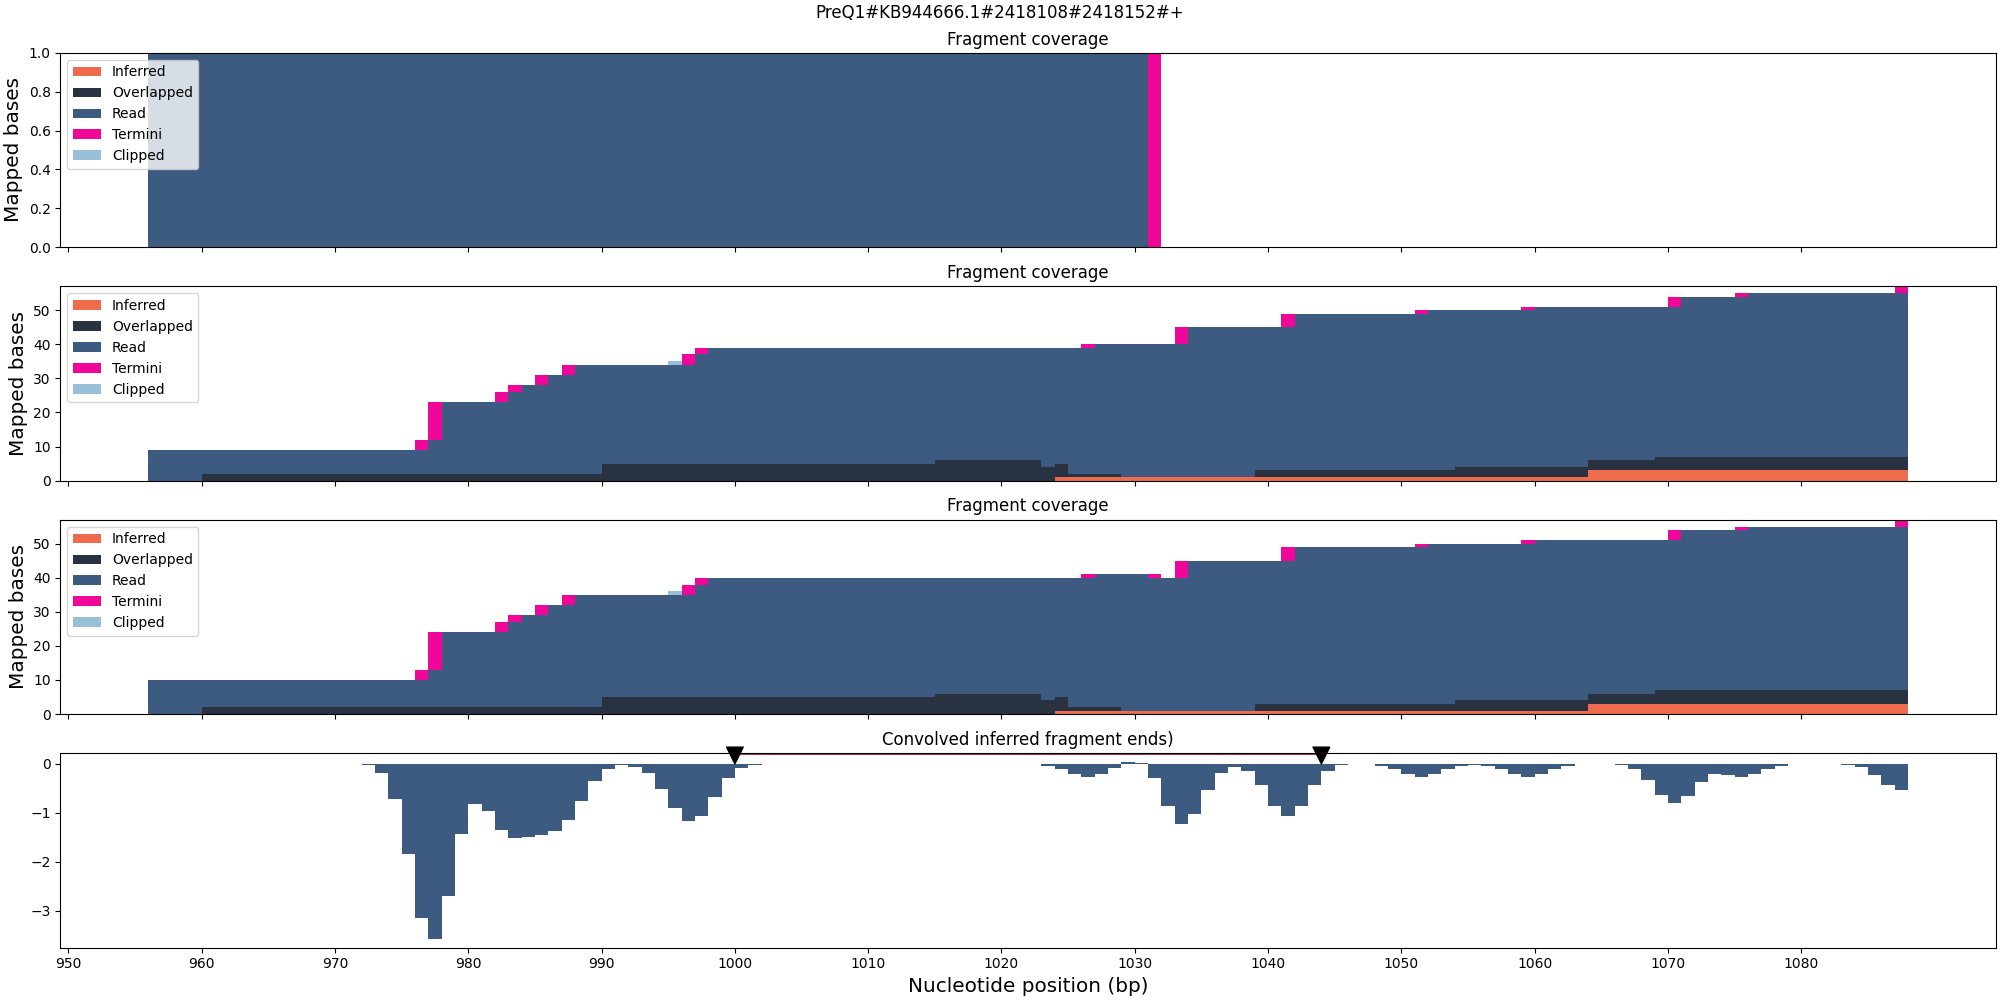 PreQ1#KB944666.1#2418108#2418152#+
Fragment coverage
Mapped bases
1.0
0.8
0.6
0.4
0.2
0.0
Inferred
Overlapped
Read
Termini
Clipped
Fragment coverage
Mapped bases
50
40
30
20
10
0
Inferred
Overlapped
Read
Termini
Clipped
Fragment coverage
Mapped bases
50
40
30
20
10
0
Inferred
Overlapped
Read
Termini
Clipped
Convolved inferred fragment ends)
0
−1
−2
−3
950 960 970 980 990 1000 1010 1020 1030 1040 1050 1060 1070 1080
Nucleotide position (bp)